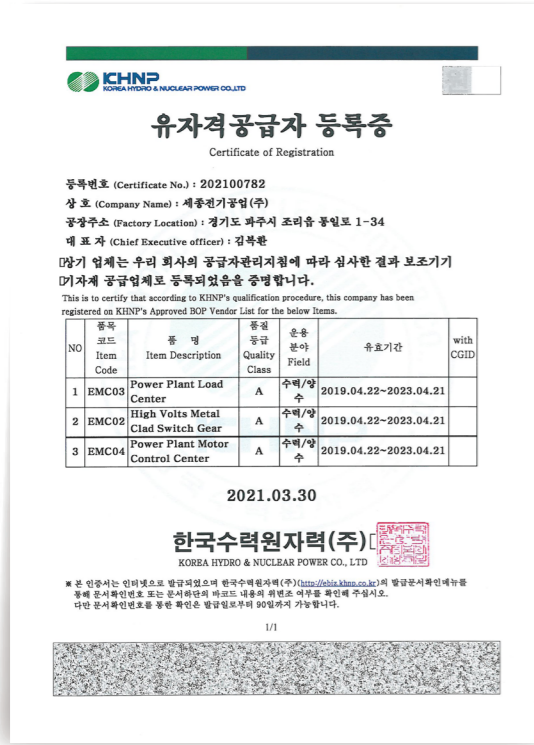 KHNP
KOREA HYDRO & NUCLEAR POWER CO.,LTD
유자격공급자 등록증
Certificate of Registration
등록번호 (Certificate No.) : 202100782
상 호 (Company Name) : 세종전기공업(주)
공장주소 (Factory Location) : 경기도 파주시 조리읍 통일로 1-34
대 표 자 (Chief Executive officer) : 김복환
상기 업체는 우리 회사의 공급자관리지침에 따라 심사한 결과 보조기기
기자재 공급업체로 등록되었음을 증명합니다.
This is to certify that according to KHNP's qualification procedure, this company has been
registered on KHNP's Approved BOP Vendor List for the below Items.
NO 품목 코드 Item Code 품 명 Item Description 품질 등급 Quality Class 운용 분야 Field 유효기간 with CGID
1 EMC03 Power Plant Load Center A 수력/양수 2019.04.22~2023.04.21
2 EMC02 High Volts Metal Clad Switch Gear A 수력/양수 2019.04.22~2023.04.21
3 EMC04 Power Plant Motor Control Center A 수력/양수 2019.04.22~2023.04.21
2021.03.30
한국수력원자력(주)
KOREA HYDRO & NUCLEAR POWER CO., LTD
※ 본 인증서는 인터넷으로 발급되었으며 한국수력원자력(주)(http://ebiz.khnp.co.kr)의 발급문서확인메뉴를
통해 문서확인번호 또는 문서하단의 바코드 내용의 위변조 여부를 확인해 주십시오.
다만 문서확인번호를 통한 확인은 발급일로부터 90일까지 가능합니다.
1/1